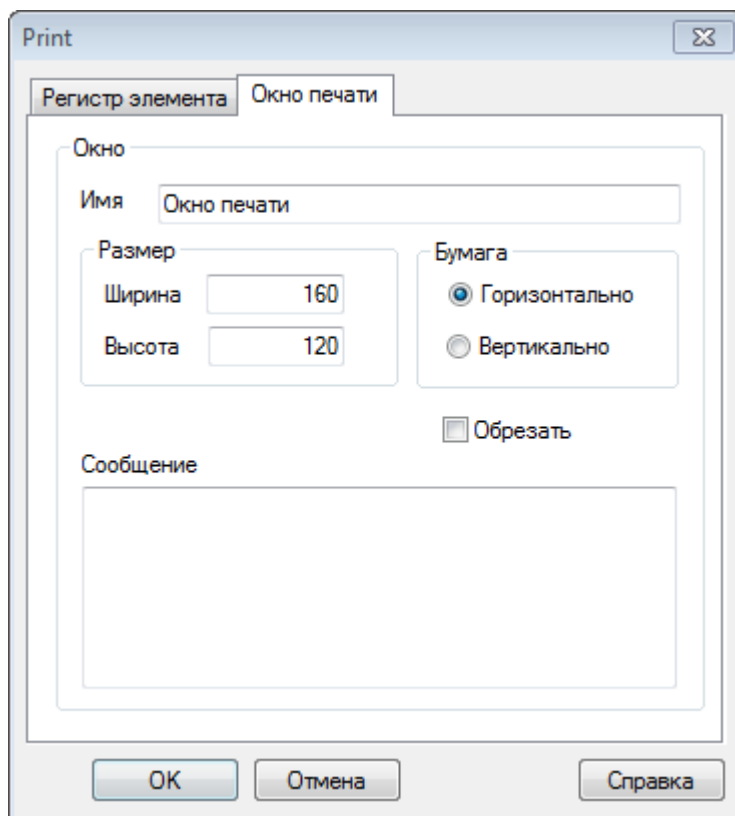 Print
Регистр элемента
Окно печати
Окно
Имя
Окно печати
Размер
Ширина
160
Высота
120
Бумага
Горизонтально
Вертикально
Обрезать
Сообщение
OK
Отмена
Справка